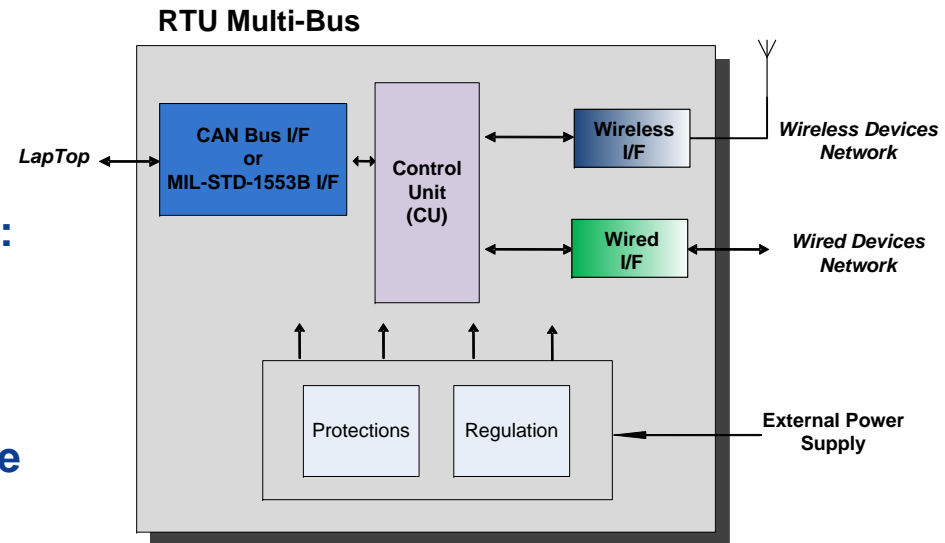 RTU Multi-Bus
CAN Bus I/F
or
MIL-STD-1553B I/F
LapTop
Control
Unit
(CU)
Wireless
I/F
Wireless Devices
Network
:
Wired
I/F
Wired Devices
Network
Protections
Regulation
External Power
Supply
e